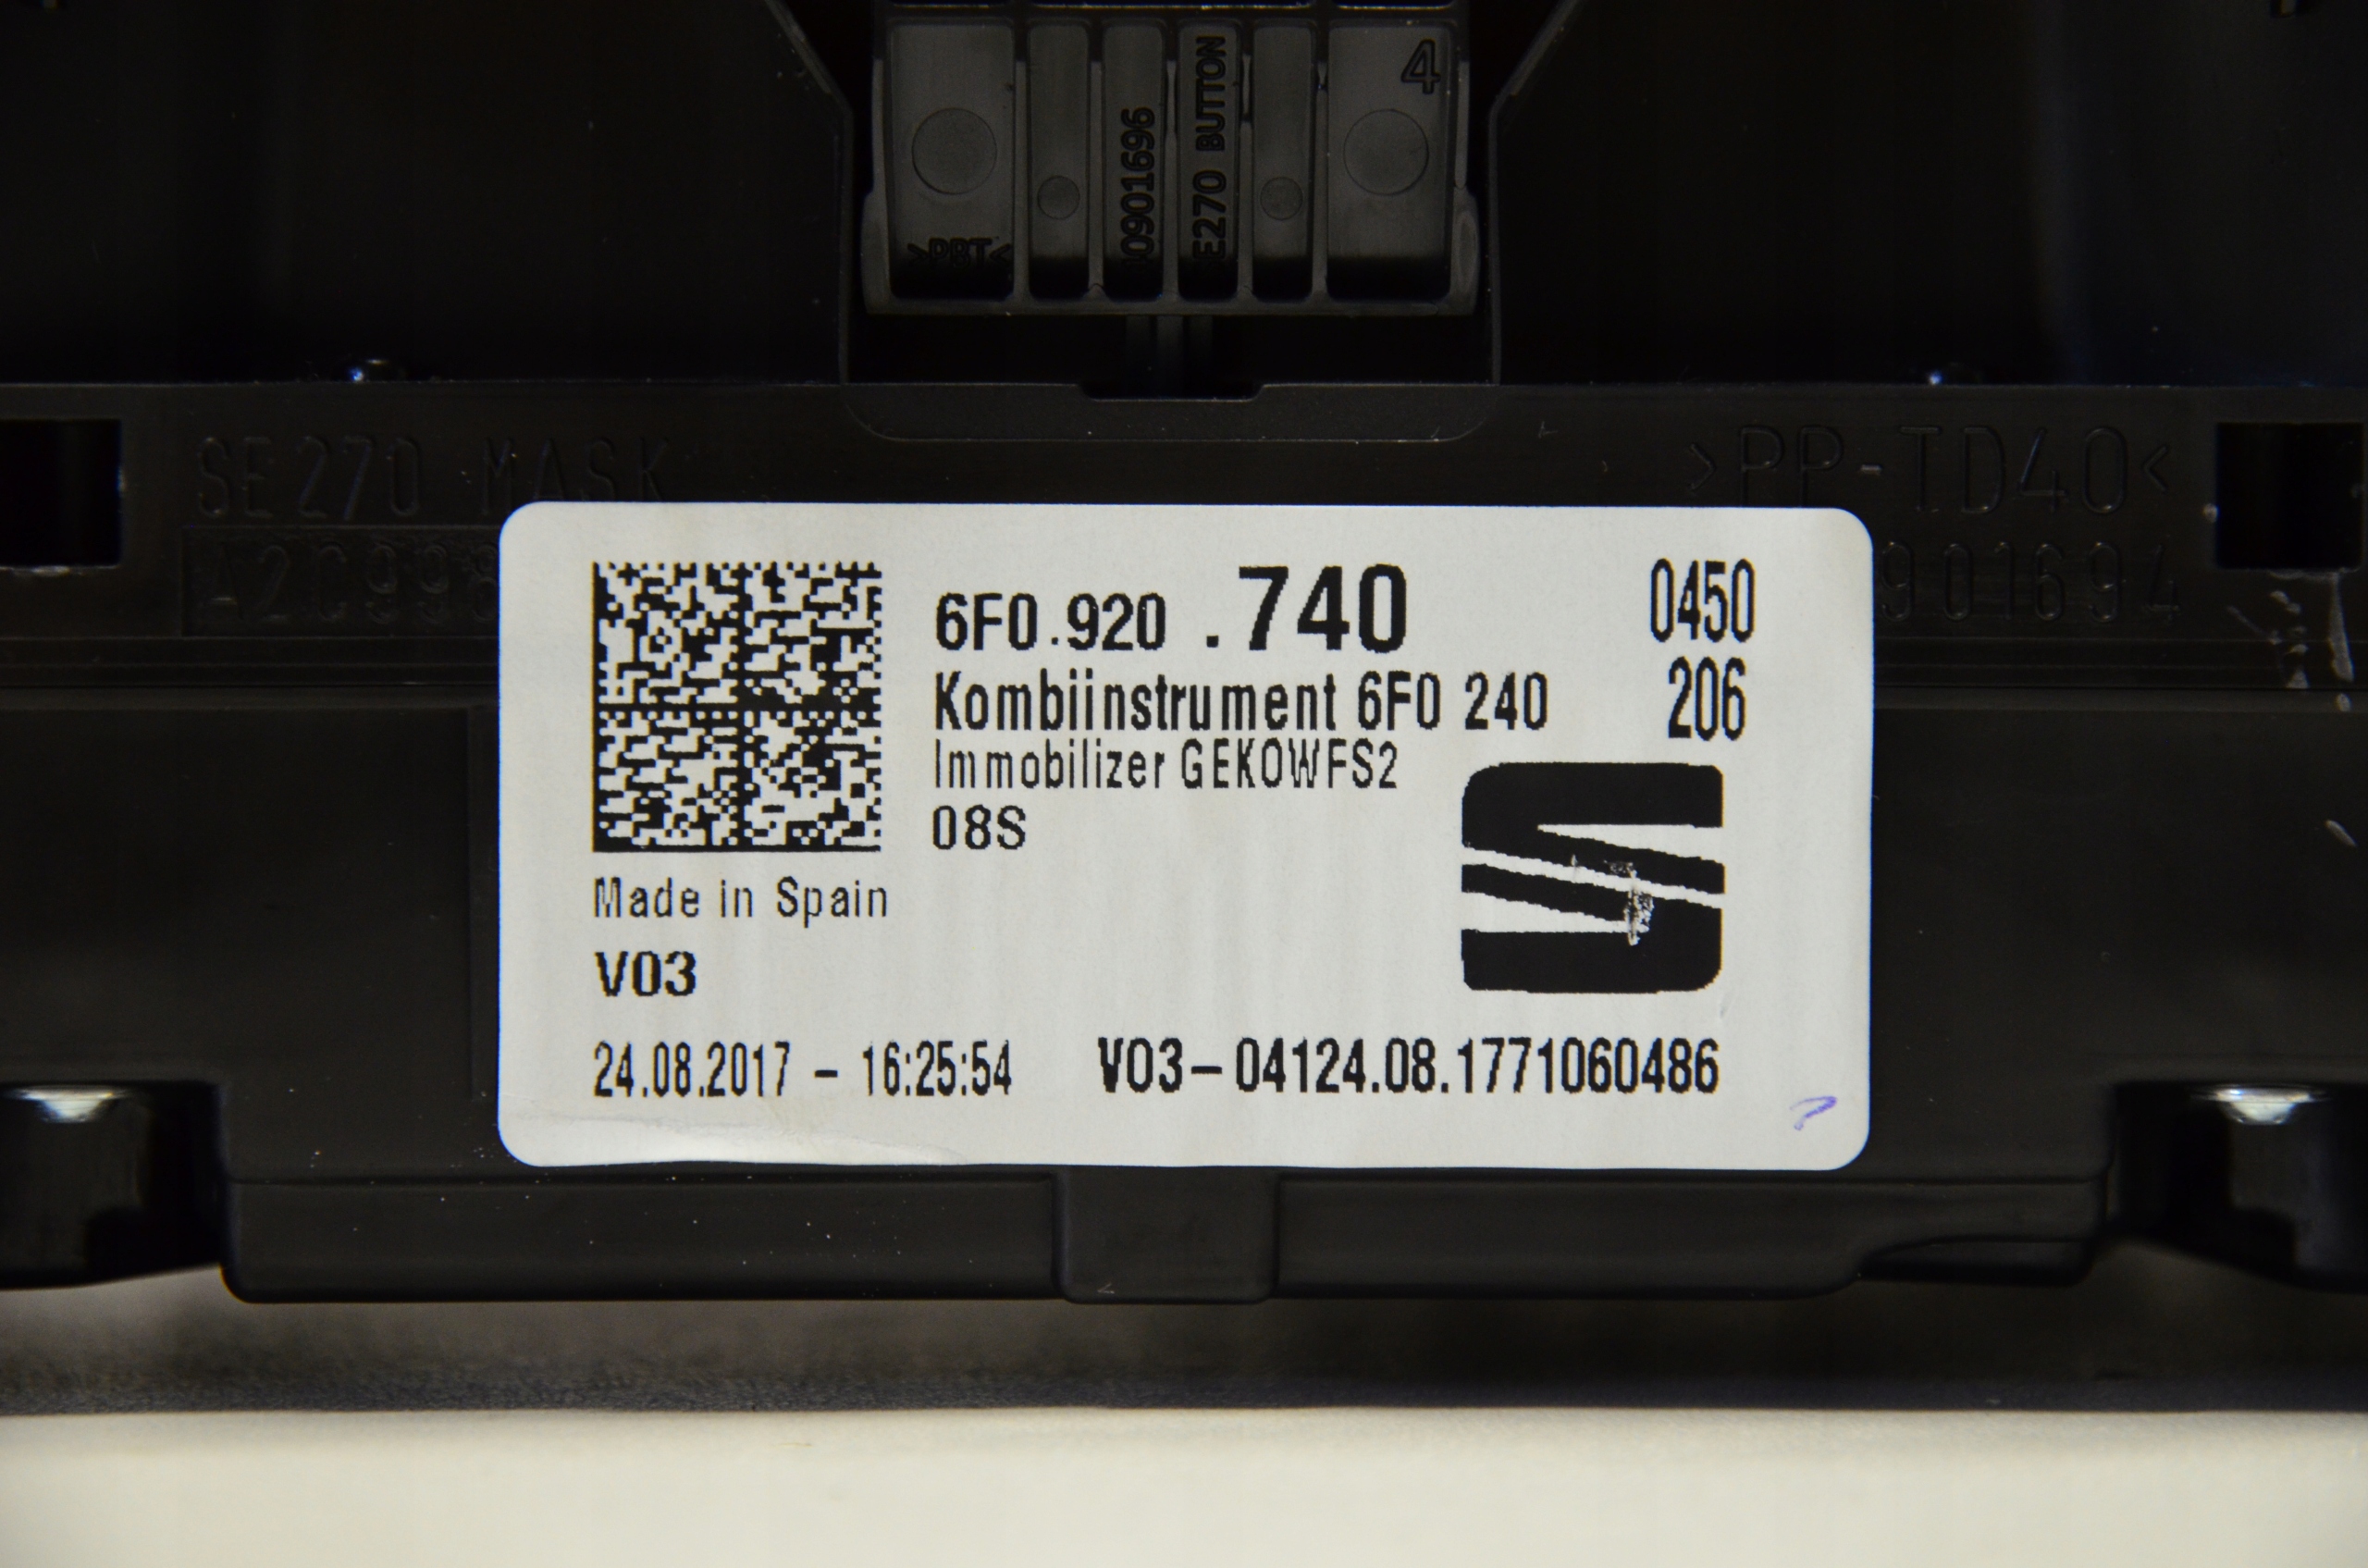 4
>PBT<
0901696
E270 BUTTON
SE270 MASK
>PP-TD40<
A2C998
901694
6F0.920 .740
0450
Kombiinstrument 6F0 240
206
Immobilizer GEKOWFS2
08S
Made in Spain
V03
24.08.2017 - 16:25:54
V03-04124.08.1771060486